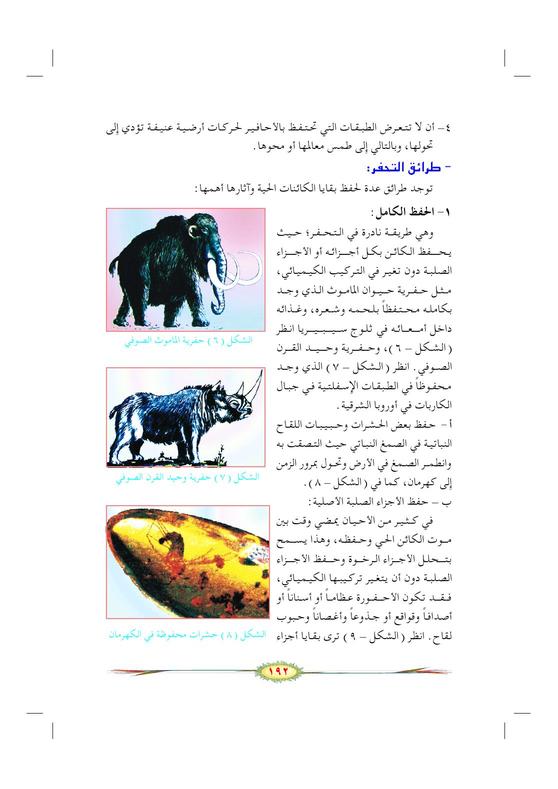 ٤- أن لا تتعرض الطبقات التي تحتفظ بالأحافير لحركات أرضية عنيفة تؤدي إلى
تحولها، وبالتالي إلى طمس معالمها أو محوها.
- طرائق التحفر:
توجد طرائق عدة لحفظ بقايا الكائنات الحية وآثارها أهمها:
١- الحفظ الكامل:
وهي طريقة نادرة في التحفر؛ حيث
يحفظ الكائن بكل أجزائه أو الأجزاء
الصلبة دون تغير في التركيب الكيميائي،
مثل حفرية حيوان الماموث الذي وجد
بكامله محتفظاً بلحمه وشعره، وغذائه
داخل أمعائه في ثلوج سيبيريا انظر
(الشكل – ٦)، وحفرية وحيد القرن
الصوفي. انظر (الشكل – ٧) الذي وجد
محفوظاً في الطبقات الإسفلتية في جبال
الكاربات في أوروبا الشرقية.
أ- حفظ بعض الحشرات وحبيبات اللقاح
النباتية في الصمغ النباتي حيث التصقت به
وانطمر الصمغ في الأرض وتحول بمرور الزمن
إلى كهرمان، كما في (الشكل – ٨).
ب – حفظ الأجزاء الصلبة الأصلية:
في كثير من الأحيان يمضي وقت بين
موت الكائن الحي وحفظه، وهذا يسمح
بتحلل الأجزاء الرخوة وحفظ الأجزاء
الصلبة دون أن يتغير تركيبها الكيميائي،
فقد تكون الأحفورة عظاماً أو أسناناً أو
أصدافاً وقواقع أو جذوعاً وأغصاناً وحبوب
لقاح. انظر (الشكل – ٩) ترى بقايا أجزاء
الشكل (٦) حفرية الماموث الصوفي
الشكل (٧) حفرية وحيد القرن الصوفي
الشكل (٨) حشرات محفوظة في الكهرمان
١٩٢